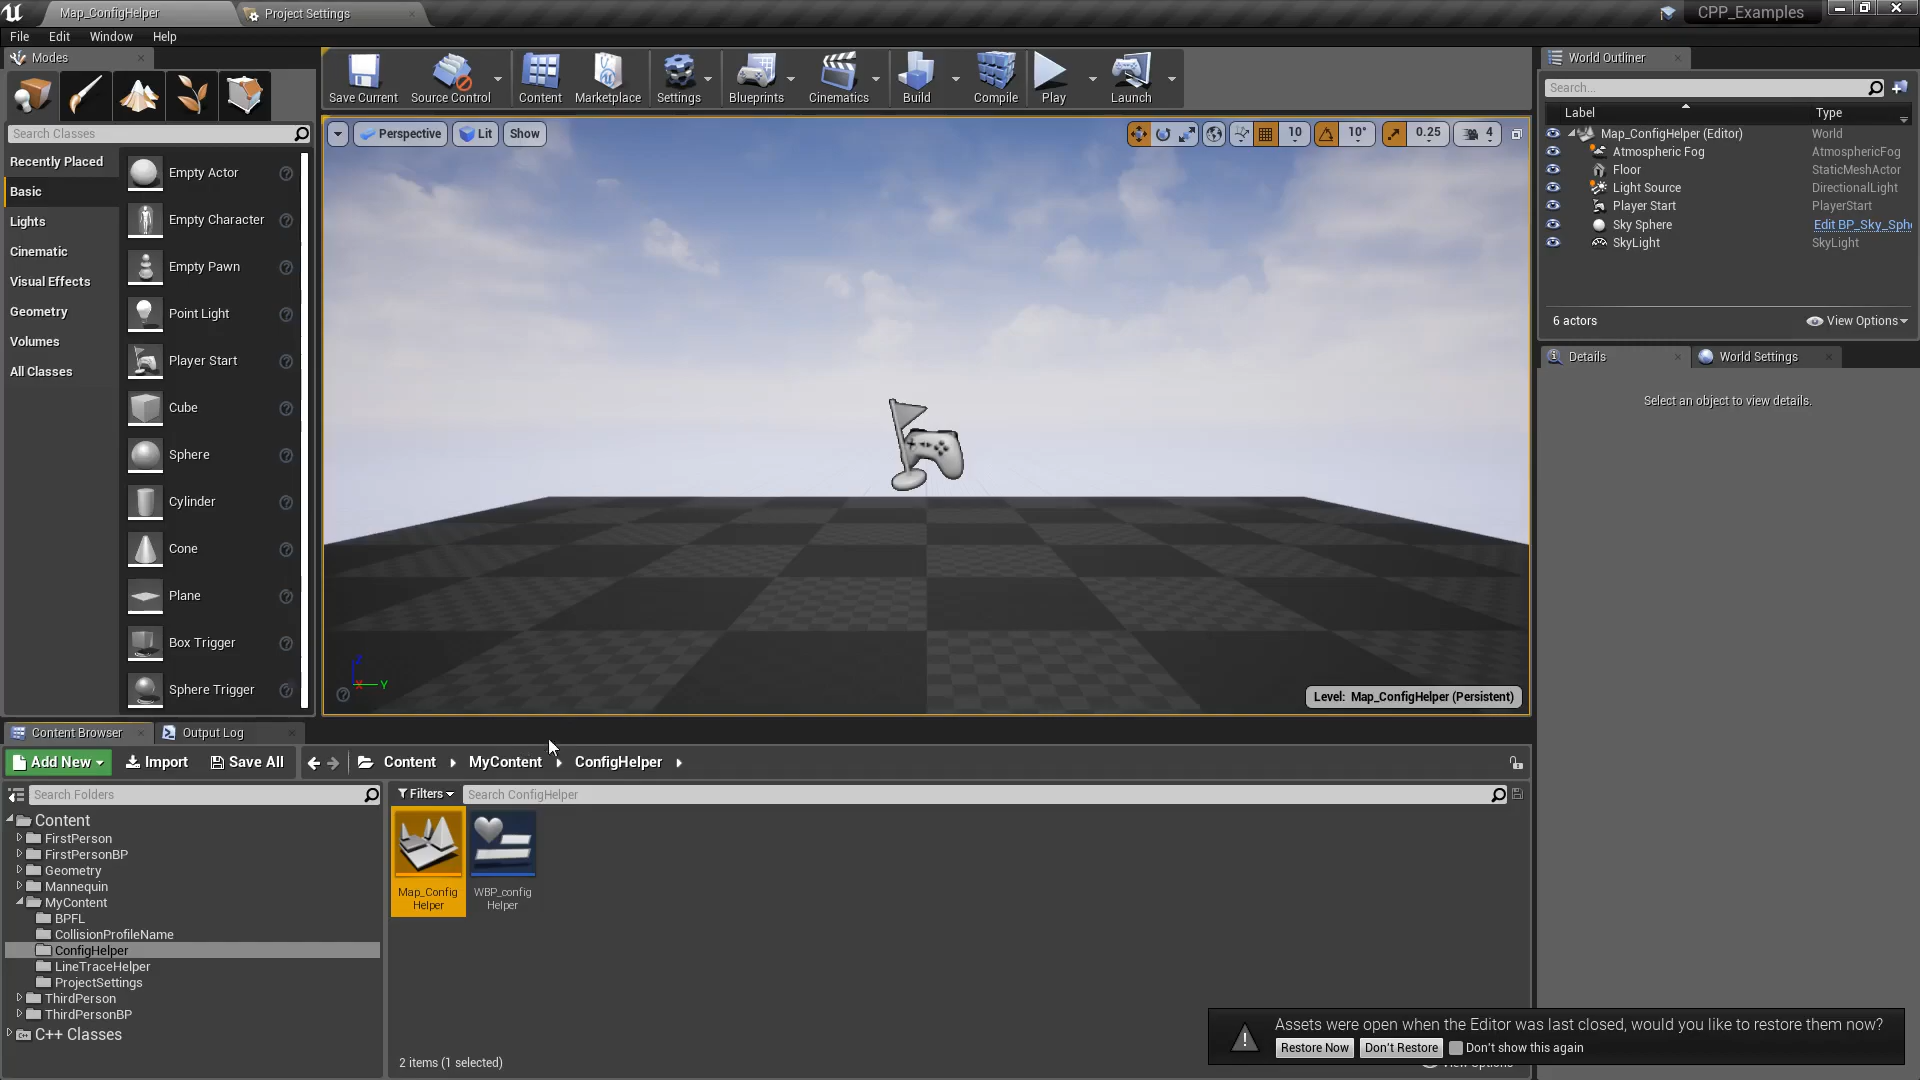 Map_ConfigHelper
Project Settings
CPP_Examples
File
Edit
Window
Help
Modes
Save Current
Source Control
Content
Marketplace
Settings
Blueprints
Cinematics
Build
Compile
Play
Launch
World Outliner
Search...
Label
Type
Map_ConfigHelper (Editor)
World
Atmospheric Fog
AtmosphericFog
Floor
StaticMeshActor
Light Source
DirectionalLight
Player Start
PlayerStart
Sky Sphere
Edit BP_Sky_Sph
SkyLight
SkyLight
6 actors
View Options
Details
World Settings
Select an object to view details.
Search Classes
Recently Placed
Basic
Lights
Cinematic
Visual Effects
Geometry
Volumes
All Classes
Empty Actor
Empty Character
Empty Pawn
Point Light
Player Start
Cube
Sphere
Cylinder
Cone
Plane
Box Trigger
Sphere Trigger
Perspective
Lit
Show
10
10°
0.25
4
Z
X
Y
Level: Map_ConfigHelper (Persistent)
Content Browser
Output Log
Add New
Import
Save All
Content
MyContent
ConfigHelper
Search Folders
Filters
Search ConfigHelper
Content
FirstPerson
FirstPersonBP
Geometry
Mannequin
MyContent
BPFL
CollisionProfileName
ConfigHelper
LineTraceHelper
ProjectSettings
ThirdPerson
ThirdPersonBP
C++ Classes
Map_Config
Helper
WBP_config
Helper
2 items (1 selected)
Assets were open when the Editor was last closed, would you like to restore them now?
Restore Now
Don't Restore
Don't show this again